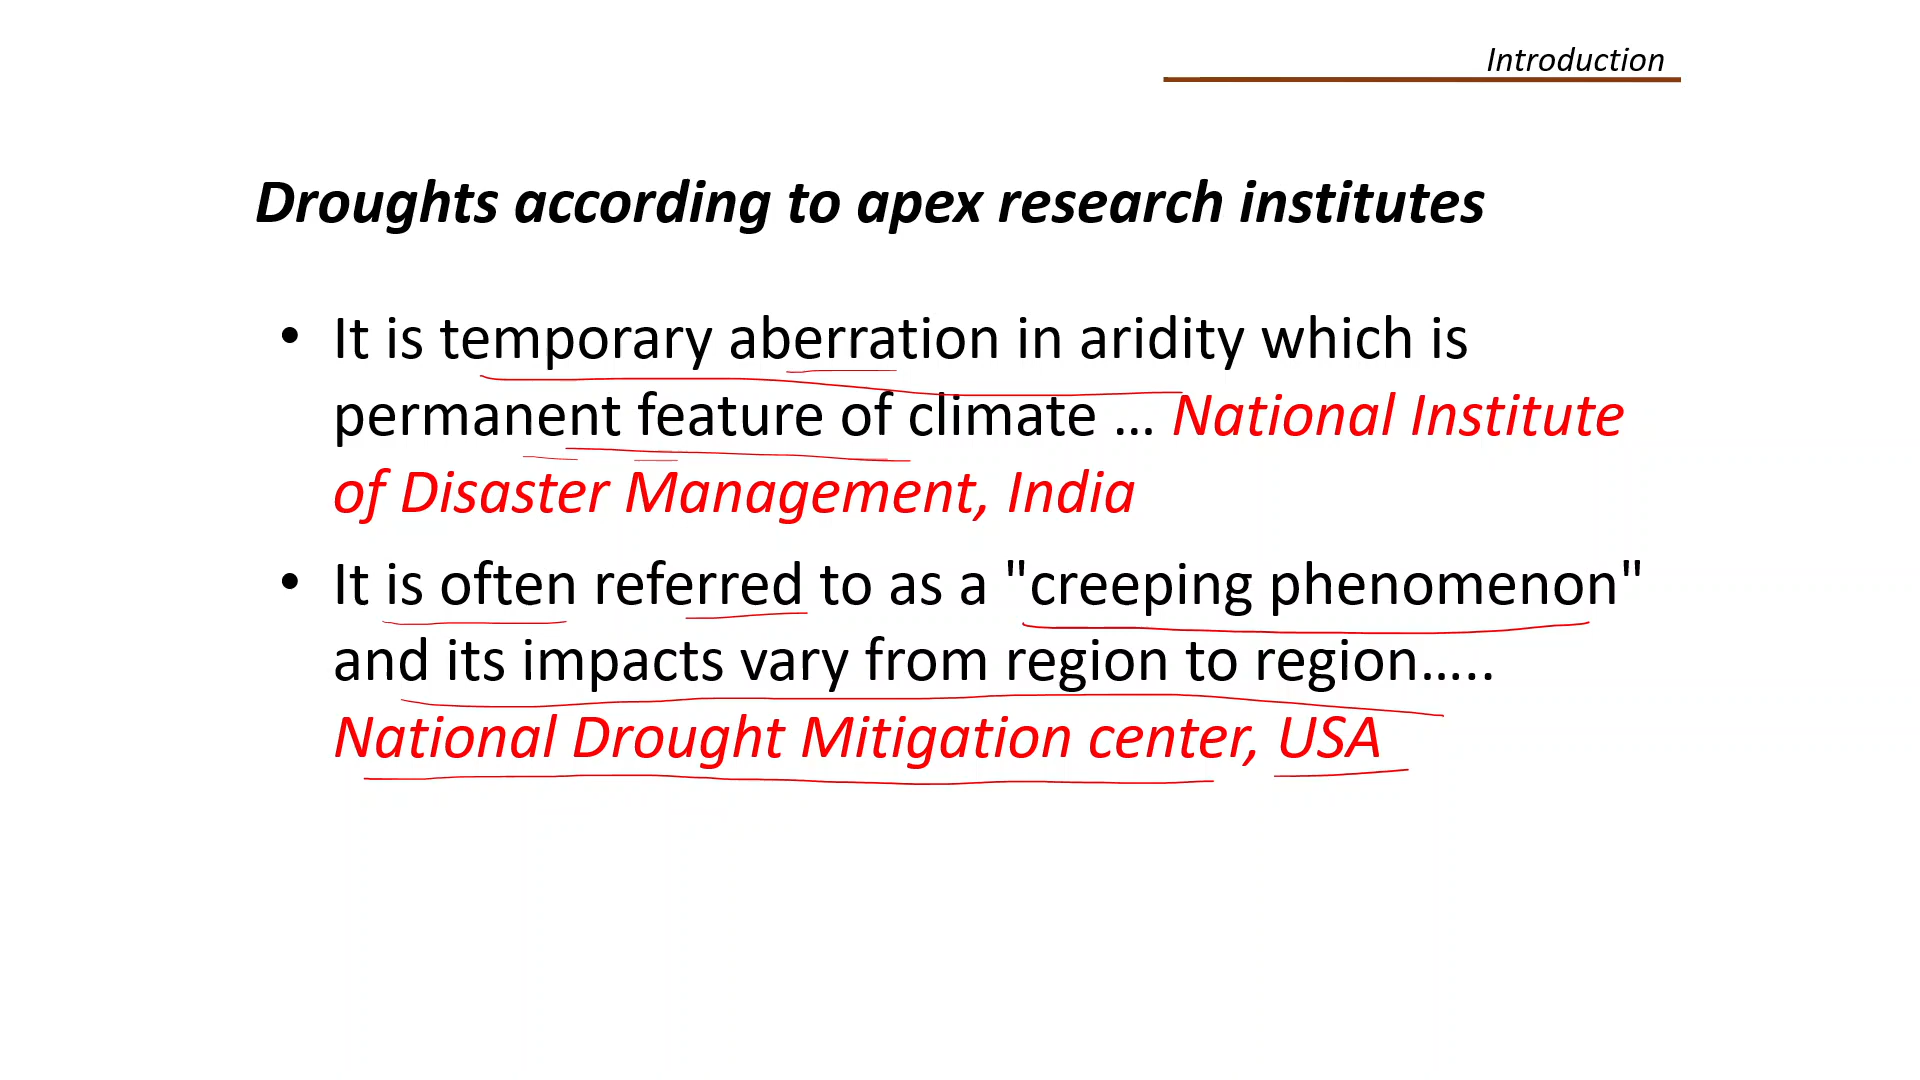 Introduction
Droughts according to apex research institutes
• It is temporary aberration in aridity which is
permanent feature of climate ... National Institute
of Disaster Management, India
• It is often referred to as a "creeping phenomenon"
and its impacts vary from region to region.....
National Drought Mitigation center, USA